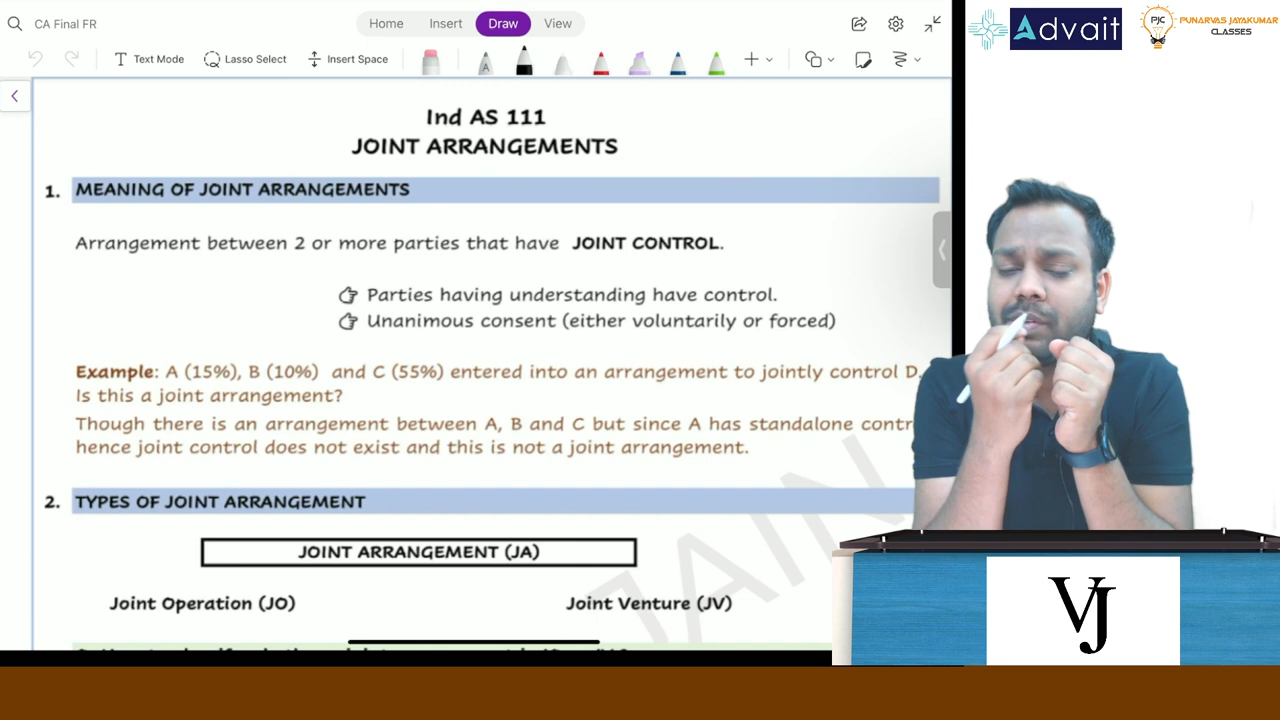 CA Final FR
Home Insert Draw View
Advait
PJC
PUNARVAS JAYAKUMAR
CLASSES
Text Mode Lasso Select Insert Space
A
Ind AS 111
JOINT ARRANGEMENTS
1. MEANING OF JOINT ARRANGEMENTS
Arrangement between 2 or more parties that have JOINT CONTROL.
Parties having understanding have control.
Unanimous consent (either voluntarily or forced)
Example: A (15%), B (10%) and C (55%) entered into an arrangement to jointly control D.
Is this a joint arrangement?
Though there is an arrangement between A, B and C but since A has standalone contr
hence joint control does not exist and this is not a joint arrangement.
2. TYPES OF JOINT ARRANGEMENT
JOINT ARRANGEMENT (JA)
Joint Operation (JO) Joint Venture (JV)
JAIN
VJ